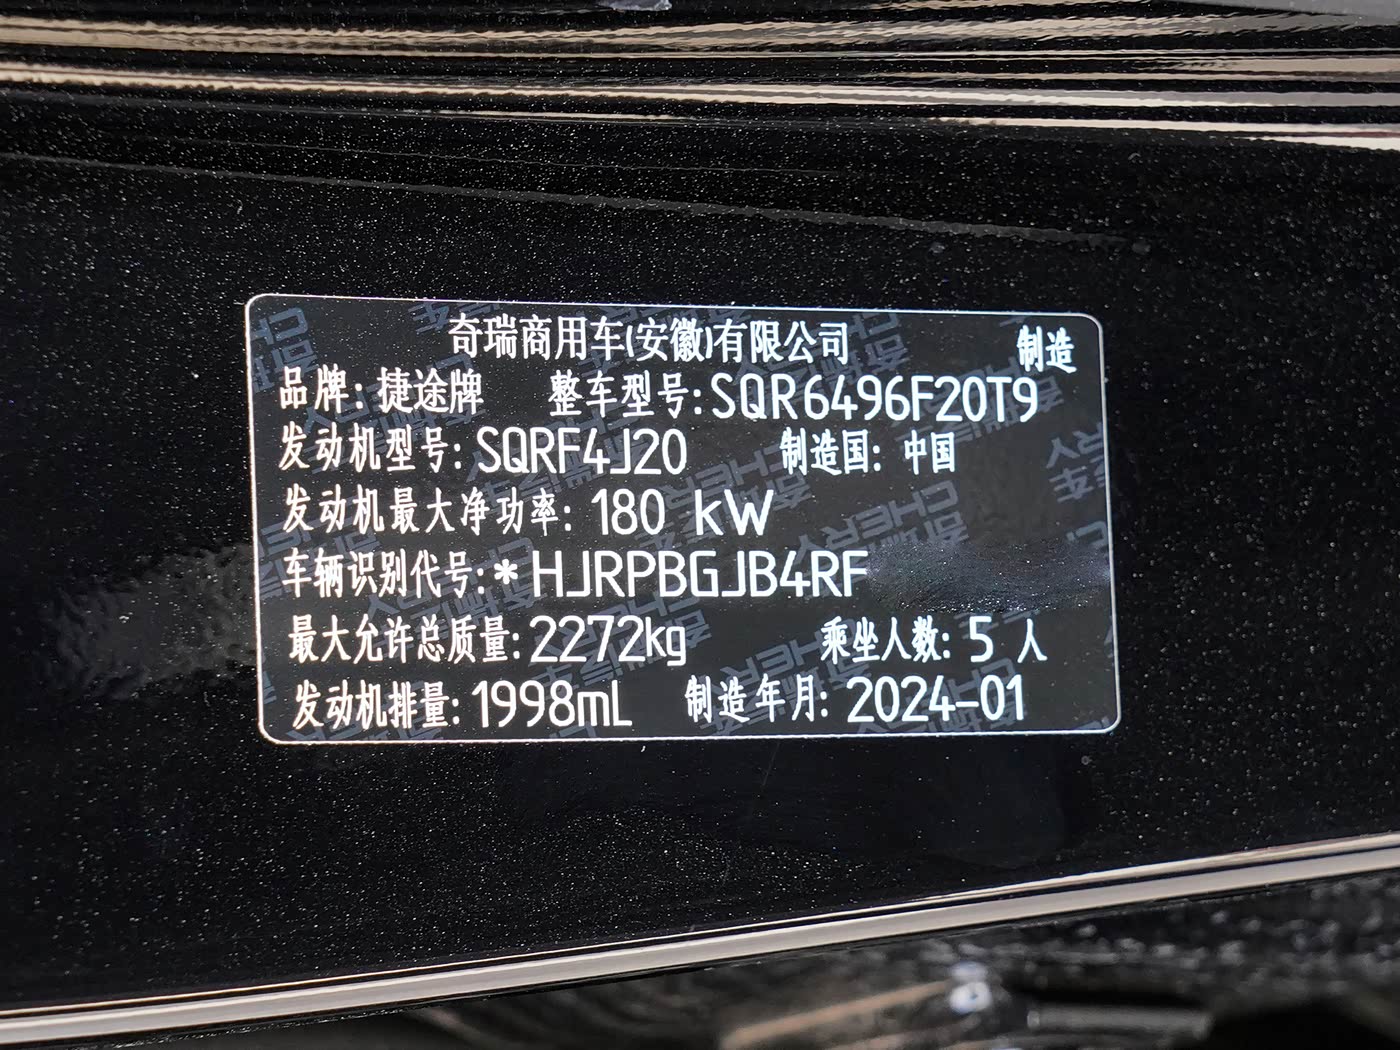 奇瑞商用车(安徽)有限公司 制造
品牌: 捷途牌 整车型号: SQR6496F20T9
发动机型号: SQRF4J20 制造国: 中国
发动机最大净功率: 180 kW
车辆识别代号: *HJRPBGJB4RF
最大允许总质量: 2272kg 乘坐人数: 5 人
发动机排量: 1998mL 制造年月: 2024-01